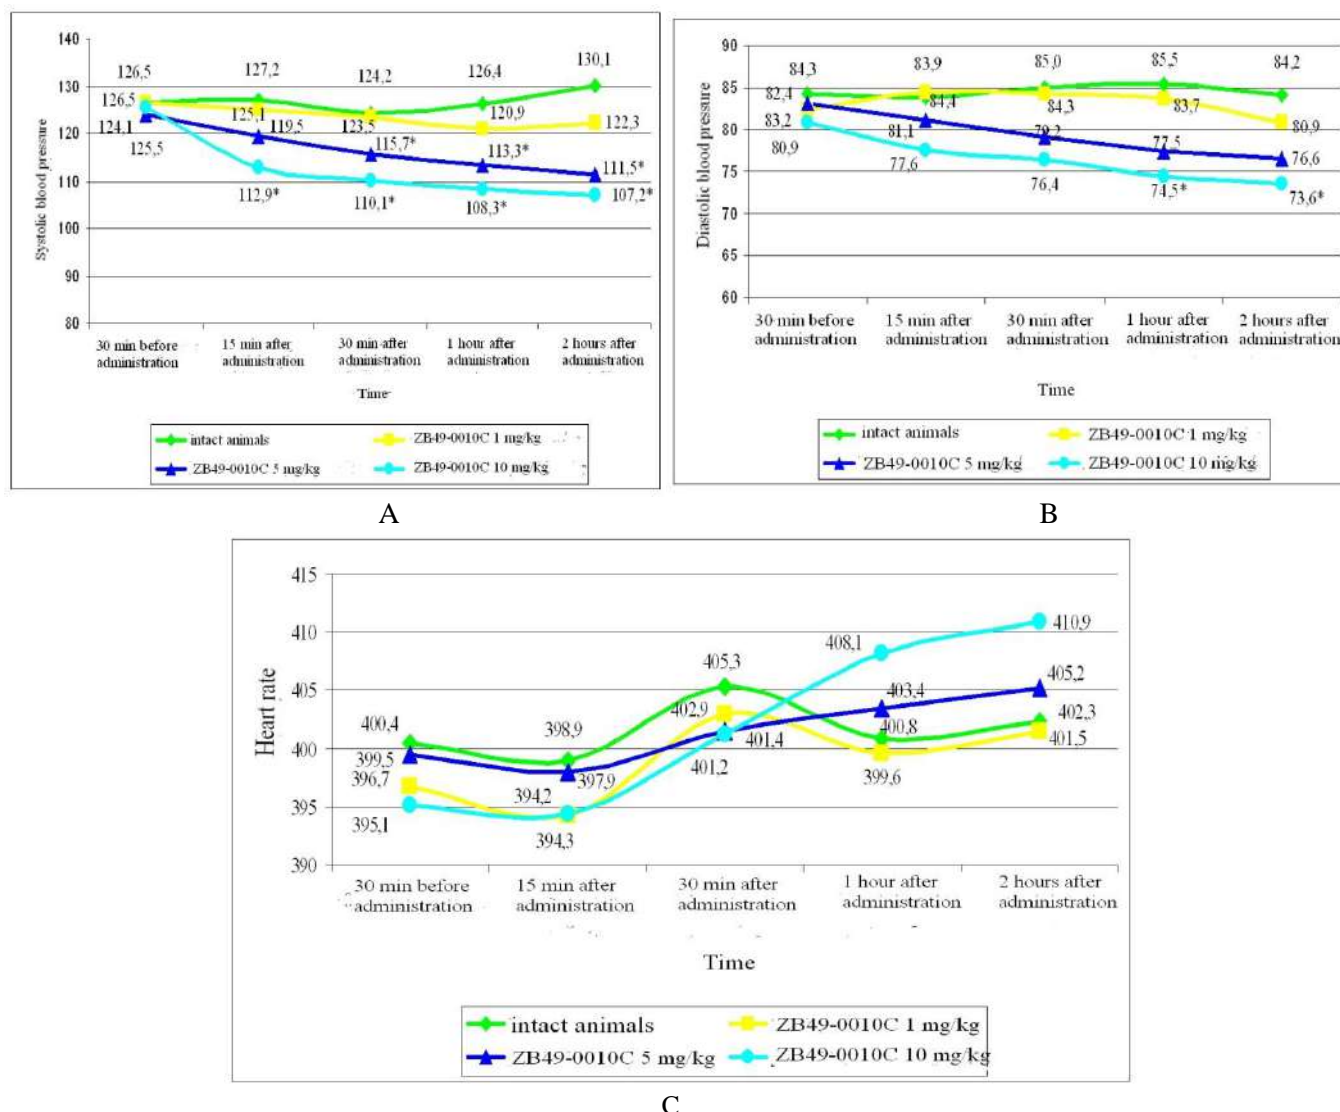 140
130
120
110
100
90
80
Systolic blood pressure
126,5
127,2
124,2
126,4
130,1
126,5
125,1
123,5
120,9
122,3
124,1
119,5
115,7*
113,3*
111,5*
125,5
112,9*
110,1*
108,3*
107,2*
30 min before administration
15 min after administration
30 min after administration
1 hour after administration
2 hours after administration
Time
intact animals
ZB49-0010C 1 mg/kg
ZB49-0010C 5 mg/kg
ZB49-0010C 10 mg/kg
A
90
85
80
75
70
65
60
Diastolic blood pressure
84,3
83,9
85,0
85,5
84,2
82,4
84,4
84,3
83,7
80,9
83,2
81,1
79,2
77,5
76,6
80,9
77,6
76,4
74,5*
73,6*
30 min before administration
15 min after administration
30 min after administration
1 hour after administration
2 hours after administration
Time
intact animals
ZB49-0010C 1 mg/kg
ZB49-0010C 5 mg/kg
ZB49-0010C 10 mg/kg
B
415
410
405
400
395
390
Heart rate
400,4
398,9
405,3
400,8
402,3
399,5
397,9
401,4
403,4
405,2
396,7
394,2
402,9
399,6
401,5
395,1
394,3
401,2
408,1
410,9
30 min before administration
15 min after administration
30 min after administration
1 hour after administration
2 hours after administration
Time
intact animals
ZB49-0010C 1 mg/kg
ZB49-0010C 5 mg/kg
ZB49-0010C 10 mg/kg
C